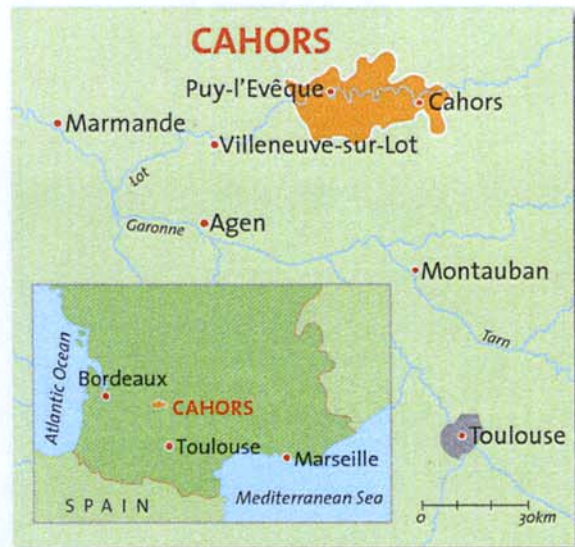 CAHORS
Puy-l'Evêque
Cahors
Marmande
Villeneuve-sur-Lot
Lot
Garonne
Agen
Montauban
Tarn
Toulouse
0 30km
Atlantic Ocean
Bordeaux
CAHORS
Toulouse
Marseille
SPAIN
Mediterranean Sea